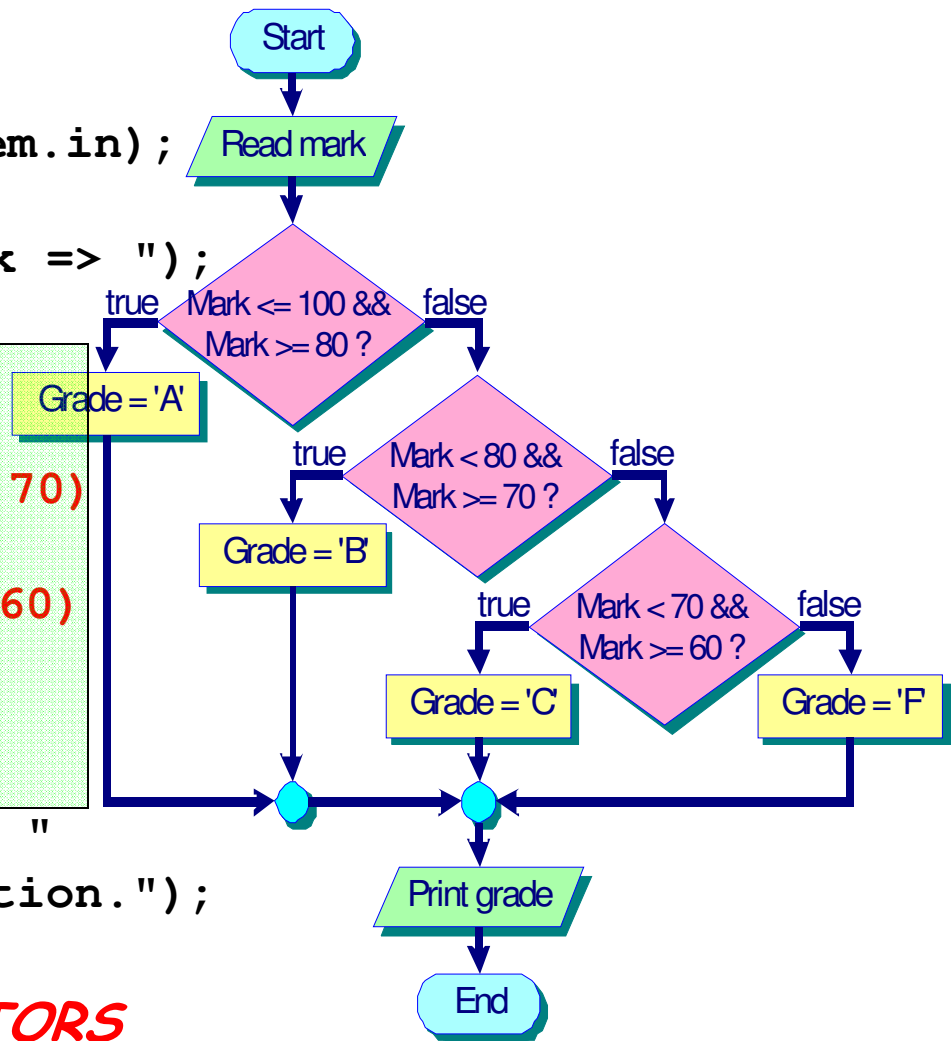 Start
em.in);
Read mark
k => ");
true
Mark <= 100 &&
Mark >= 80 ?
false
Grade = 'A'
true
Mark < 80 &&
Mark >= 70 ?
false
70)
Grade = 'B'
60)
true
Mark < 70 &&
Mark >= 60 ?
false
Grade = 'C'
Grade = 'F'
"
tion.");
Print grade
End
TORS